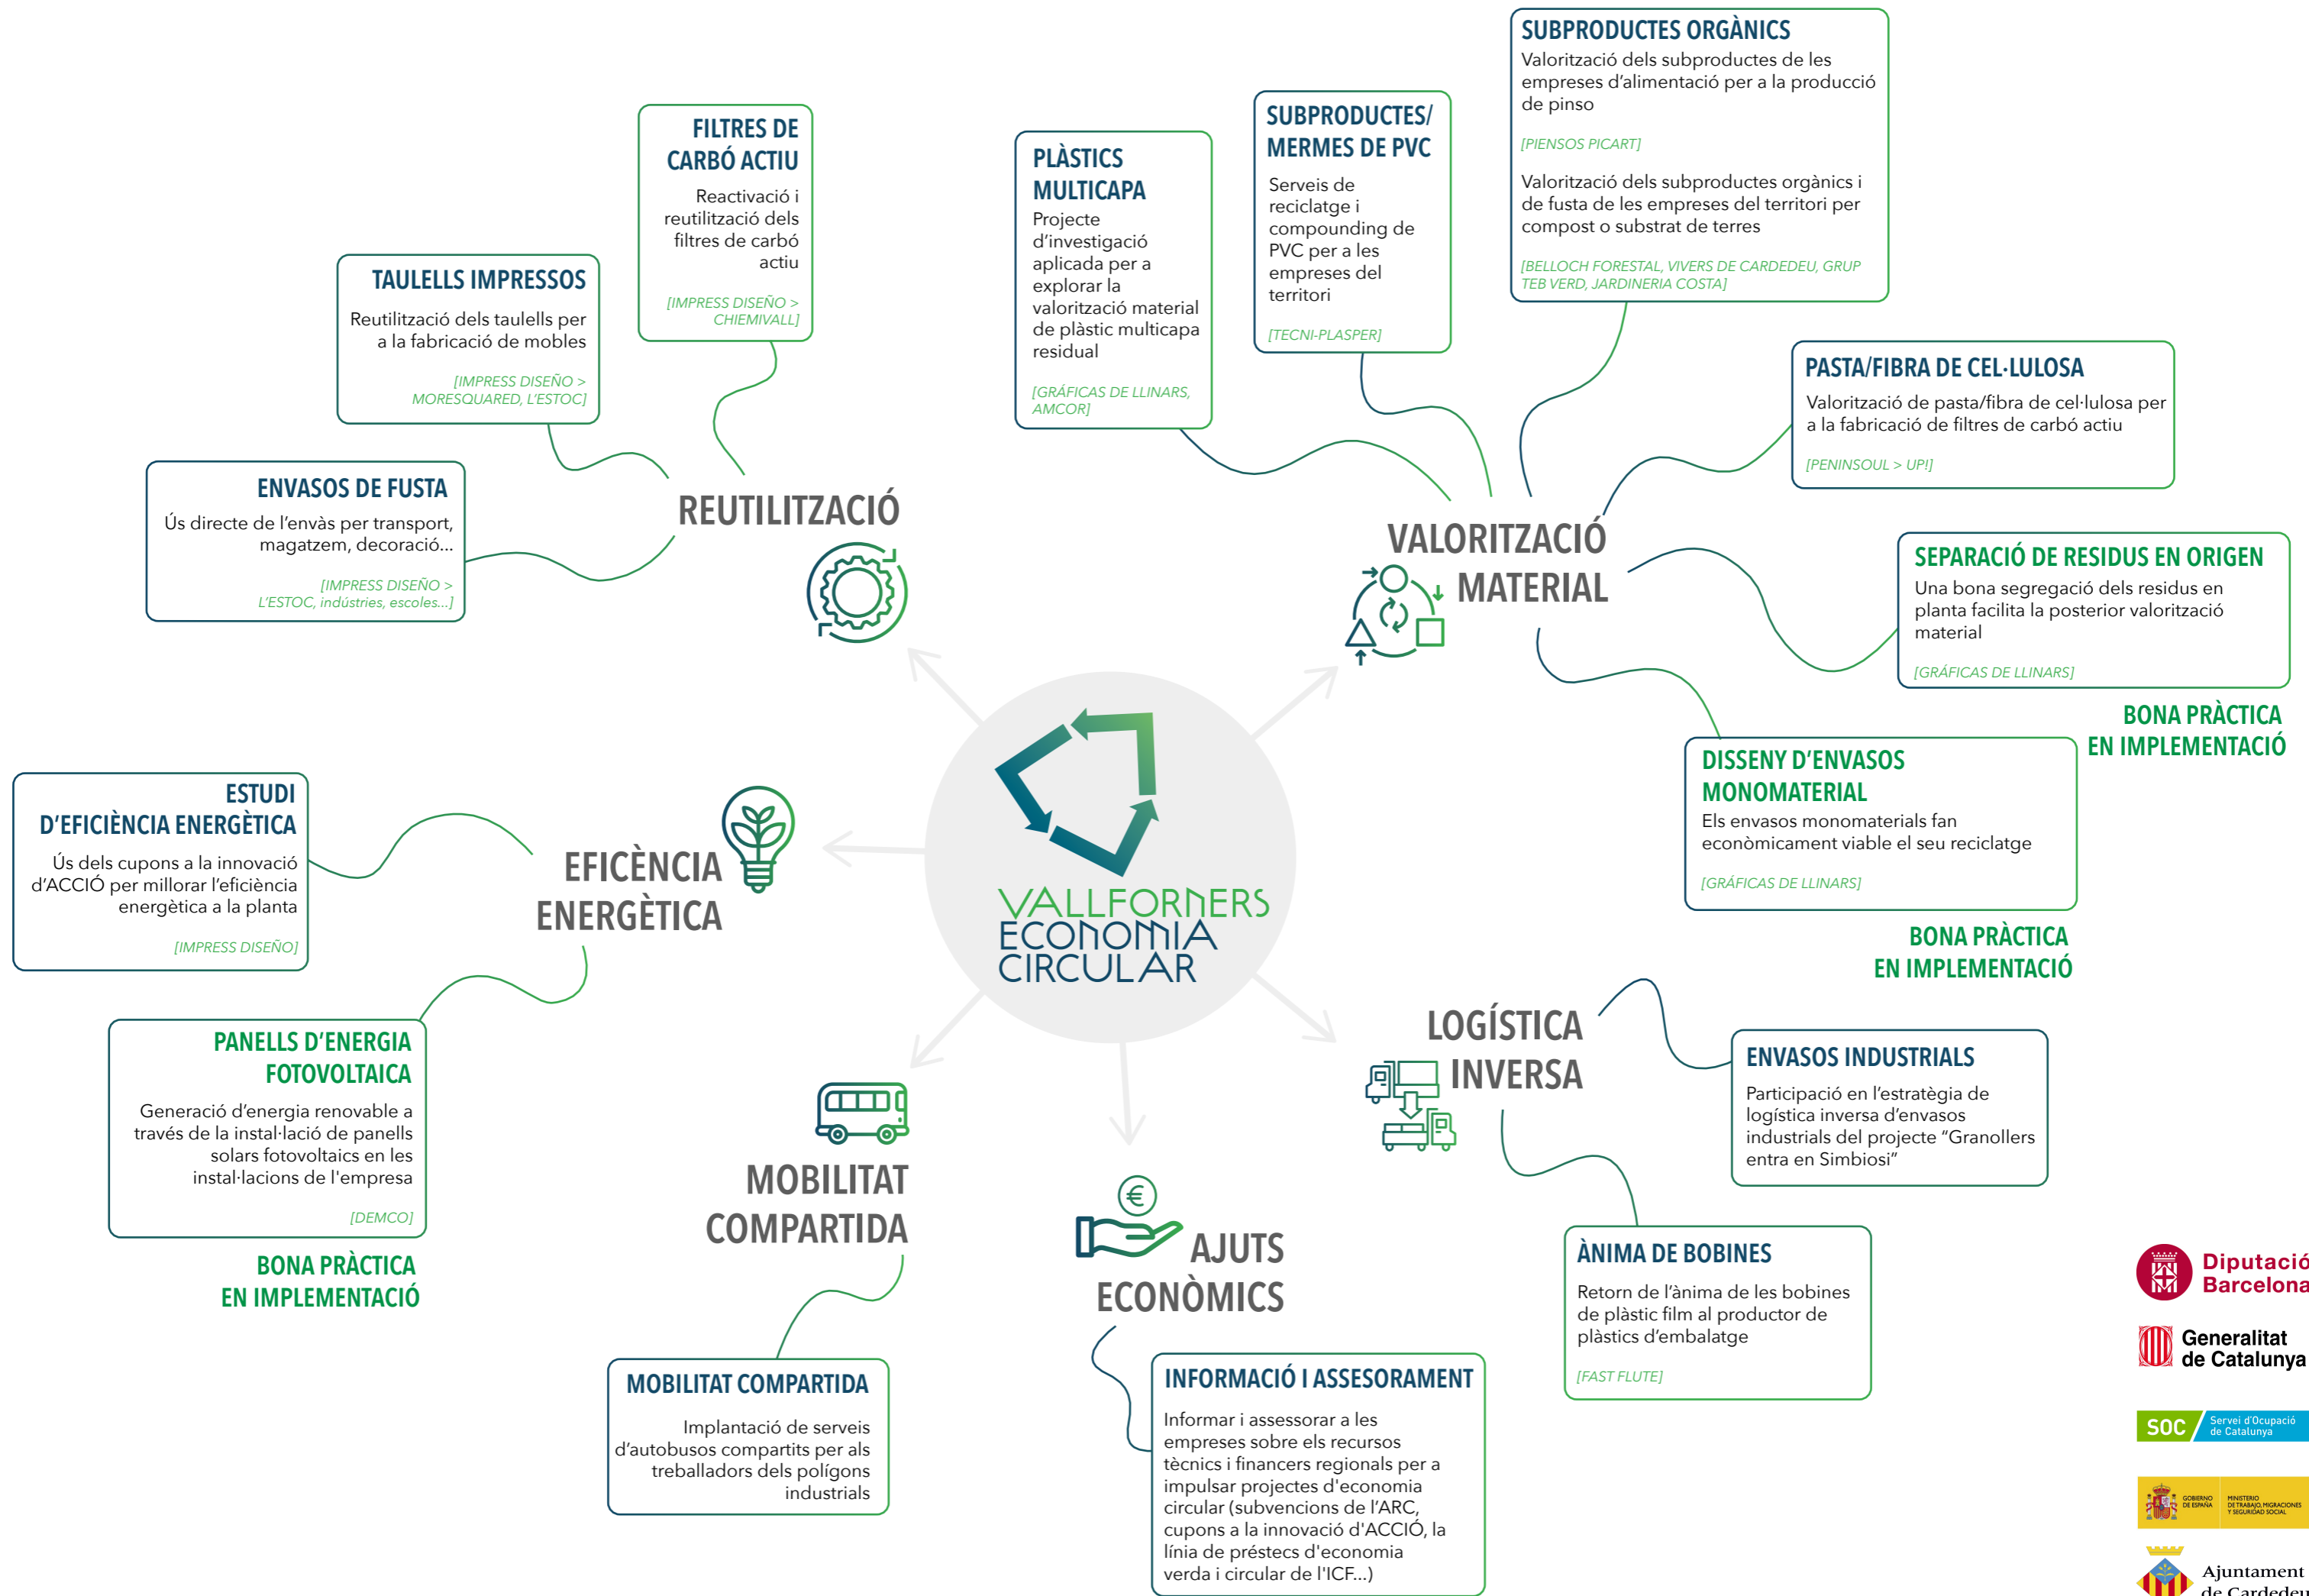 FILTRES DE
CARBÓ ACTIU
Reactivació i
reutilització dels
filtres de carbó
actiu
[IMPRESS DISEÑO >
CHIEMIVALL]
TAULELLS IMPRESSOS
Reutilització dels taulells per
a la fabricació de mobles
[IMPRESS DISEÑO >
MORESQUARED, L'ESTOC]
ENVASOS DE FUSTA
Ús directe de l'envàs per transport,
magatzem, decoració...
[IMPRESS DISEÑO >
L'ESTOC, indústries, escoles...]
REUTILITZACIÓ
PLÀSTICS
MULTICAPA
Projecte
d'investigació
aplicada per a
explorar la
valorització material
de plàstic multicapa
residual
[GRÁFICAS DE LLINARS,
AMCOR]
SUBPRODUCTES/
MERMES DE PVC
Serveis de
reciclatge i
compounding de
PVC per a les
empreses del
territori
[TECNI-PLASPER]
SUBPRODUCTES ORGÀNICS
Valorització dels subproductes de les
empreses d'alimentació per a la producció
de pinso
[PIENSOS PICART]
Valorització dels subproductes orgànics i
de fusta de les empreses del territori per
compost o substrat de terres
[BELLOCH FORESTAL, VIVERS DE CARDEDEU, GRUP
TEB VERD, JARDINERIA COSTA]
PASTA/FIBRA DE CEL·LULOSA
Valorització de pasta/fibra de cel·lulosa per
a la fabricació de filtres de carbó actiu
[PENINSOUL > UP!]
VALORITZACIÓ
MATERIAL
SEPARACIÓ DE RESIDUS EN ORIGEN
Una bona segregació dels residus en
planta facilita la posterior valorització
material
[GRÁFICAS DE LLINARS]
BONA PRÀCTICA
EN IMPLEMENTACIÓ
DISSENY D'ENVASOS
MONOMATERIAL
Els envasos monomaterials fan
econòmicament viable el seu reciclatge
[GRÁFICAS DE LLINARS]
BONA PRÀCTICA
EN IMPLEMENTACIÓ
VALLFORNERS
ECONOMIA
CIRCULAR
ESTUDI
D'EFICIÈNCIA ENERGÈTICA
Ús dels cupons a la innovació
d'ACCIÓ per millorar l'eficiència
energètica a la planta
[IMPRESS DISEÑO]
EFICÈNCIA
ENERGÈTICA
PANELLS D'ENERGIA
FOTOVOLTAICA
Generació d'energia renovable a
través de la instal·lació de panells
solars fotovoltaics en les
instal·lacions de l'empresa
[DEMCO]
BONA PRÀCTICA
EN IMPLEMENTACIÓ
MOBILITAT
COMPARTIDA
MOBILITAT COMPARTIDA
Implantació de serveis
d'autobusos compartits per als
treballadors dels polígons
industrials
€
AJUTS
ECONÒMICS
INFORMACIÓ I ASSESORAMENT
Informar i assessorar a les
empreses sobre els recursos
tècnics i financers regionals per a
impulsar projectes d'economia
circular (subvencions de l'ARC,
cupons a la innovació d'ACCIÓ, la
línia de préstecs d'economia
verda i circular de l'ICF...)
LOGÍSTICA
INVERSA
ENVASOS INDUSTRIALS
Participació en l'estratègia de
logística inversa d'envasos
industrials del projecte "Granollers
entra en Simbiosi"
ÀNIMA DE BOBINES
Retorn de l'ànima de les bobines
de plàstic film al productor de
plàstics d'embalatge
[FAST FLUTE]
Diputació
Barcelona
Generalitat
de Catalunya
SOC
Servei d'Ocupació
de Catalunya
GOBIERNO
DE ESPAÑA
MINISTERIO
DE TRABAJO, MIGRACIONES
Y SEGURIDAD SOCIAL
Ajuntament
de Cardedeu